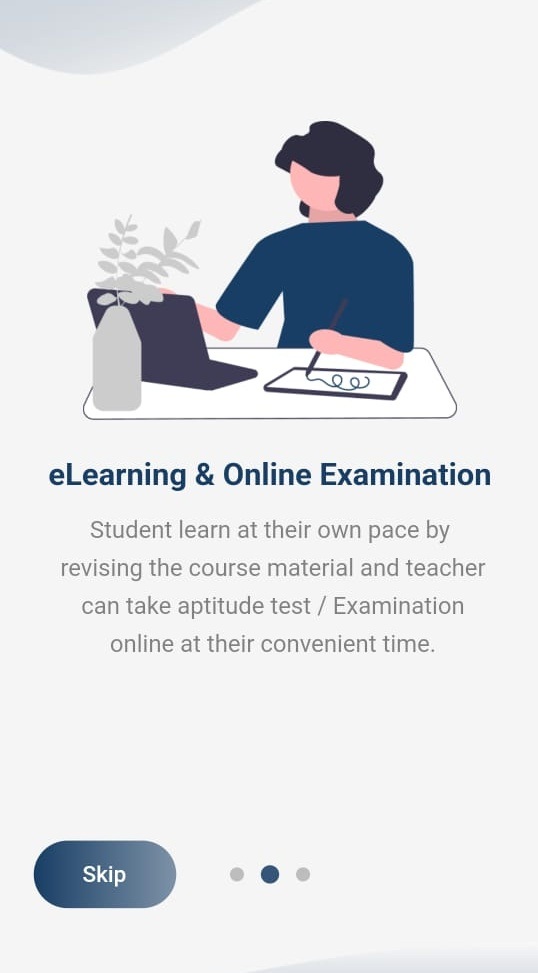 eLearning & Online Examination
Student learn at their own pace by
revising the course material and teacher
can take aptitude test / Examination
online at their convenient time.
Skip